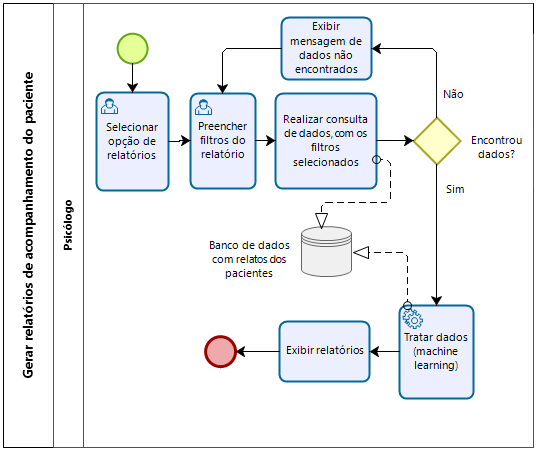 Gerar relatórios de acompanhamento do paciente
Psicólogo
Exibir
mensagem de
dados não
encontrados
Selecionar
opção de
relatórios
Preencher
filtros do
relatório
Realizar consulta
de dados, com os
filtros
selecionados
Não
Encontrou
dados?
Sim
Banco de dados
com relatos dos
pacientes
Exibir relatórios
Tratar dados
(machine
learning)